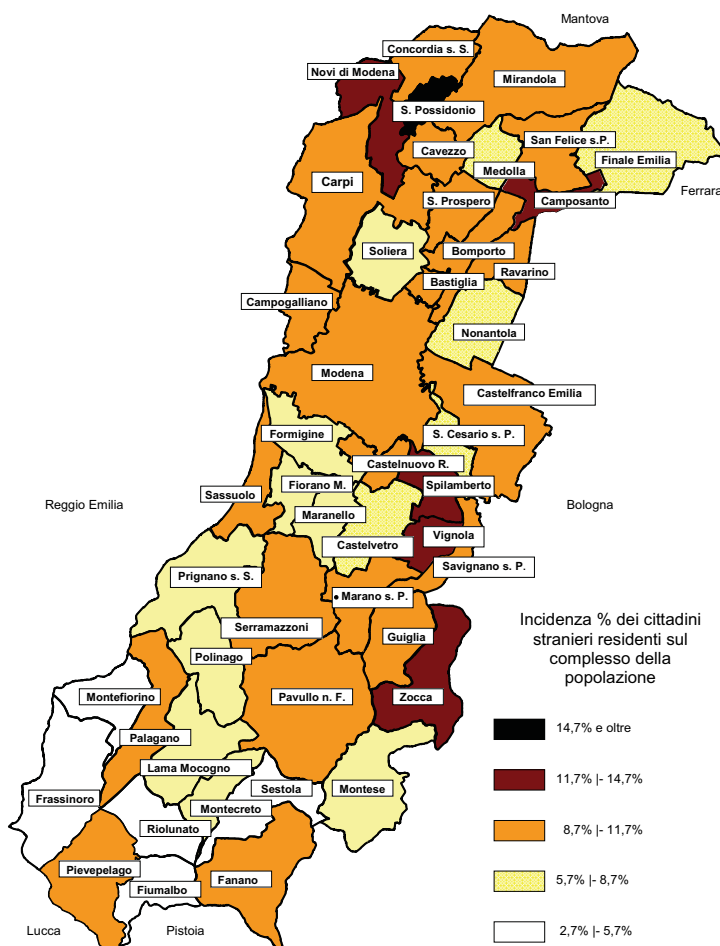 Mantova
Concordia s. S.
Novi di Modena
Mirandola
S. Possidonio
San Felice s.P.
Cavezzo
Finale Emilia
Medolla
Carpi
Ferrara
S. Prospero
Camposanto
Soliera
Bomporto
Ravarino
Bastiglia
Campogalliano
Nonantola
Modena
Castelfranco Emilia
Formigine
S. Cesario s. P.
Castelnuovo R.
Fiorano M.
Spilamberto
Sassuolo
Reggio Emilia
Bologna
Maranello
Vignola
Castelvetro
Savignano s. P.
Prignano s. S.
Marano s. P.
Serramazzoni
Guiglia
Polinago
Montefiorino
Pavullo n. F.
Zocca
Palagano
Lama Mocogno
Sestola
Montese
Frassinoro
Montecreto
Riolunato
Pievepelago
Fanano
Fiumalbo
Lucca
Pistoia
Incidenza % dei cittadini
stranieri residenti sul
complesso della
popolazione
14,7% e oltre
11,7% |- 14,7%
8,7% |- 11,7%
5,7% |- 8,7%
2,7% |- 5,7%